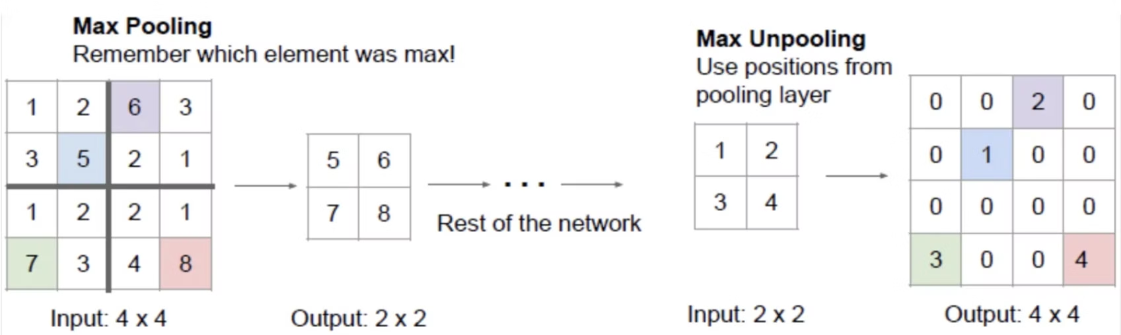 Max Pooling
Remember which element was max!
1 2 6 3
3 5 2 1
1 2 2 1
7 3 4 8
Input: 4 x 4
5 6
7 8
Output: 2 x 2
...
Rest of the network
Max Unpooling
Use positions from
pooling layer
1 2
3 4
Input: 2 x 2
0 0 2 0
0 1 0 0
0 0 0 0
3 0 0 4
Output: 4 x 4